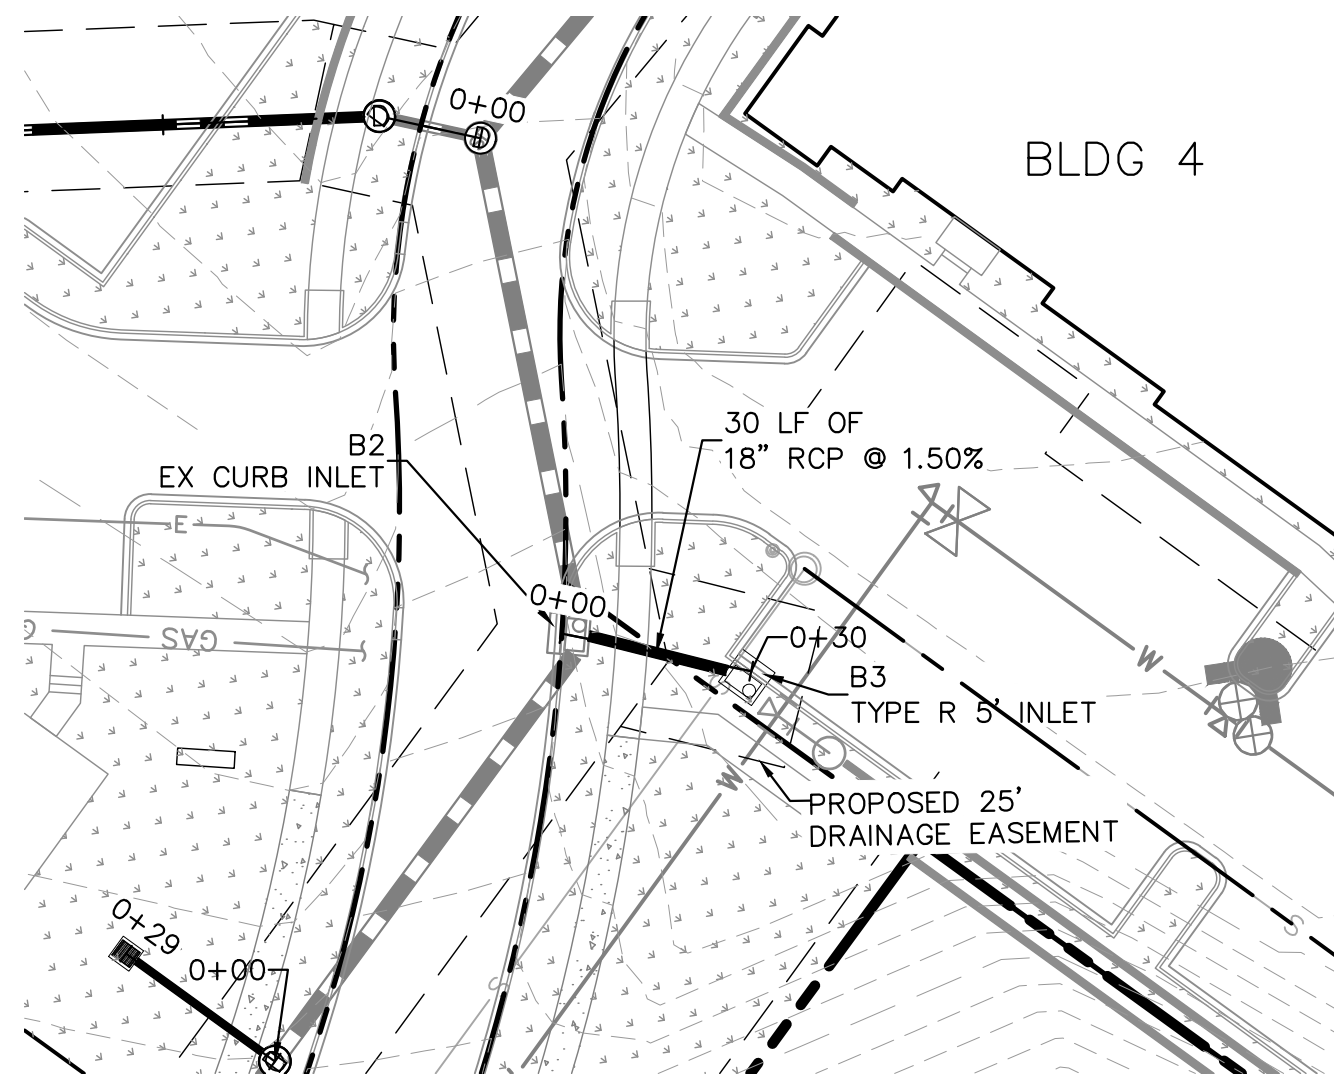 0+00
BLDG 4
30 LF OF
18” RCP @ 1.50%
B2
EX CURB INLET
E
0+00
0+30
GAS
W
B3
TYPE R 5' INLET
W
PROPOSED 25'
DRAINAGE EASEMENT
0+29
0+00
S
S
D